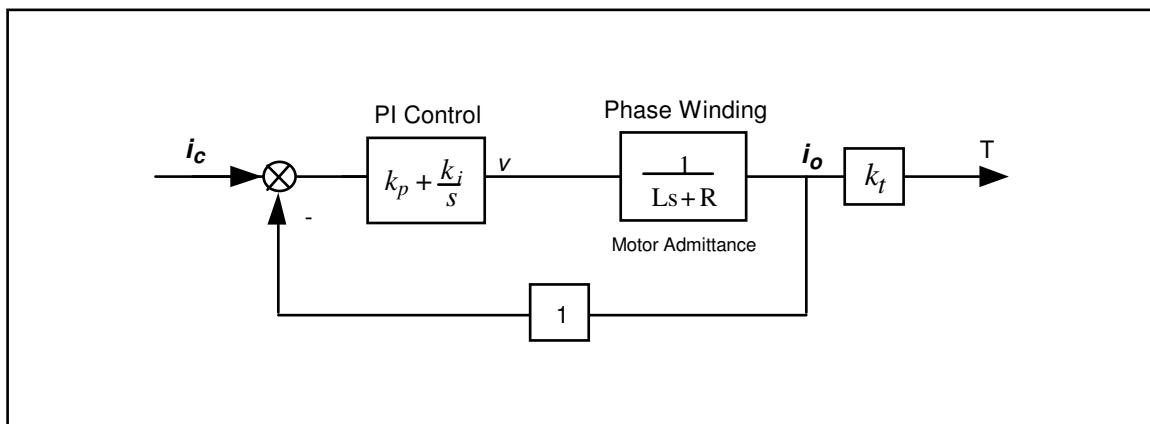 PI Control
Phase Winding
i_c
k_p + k_i/s
v
1/(Ls+R)
i_o
k_t
T
-
Motor Admittance
1